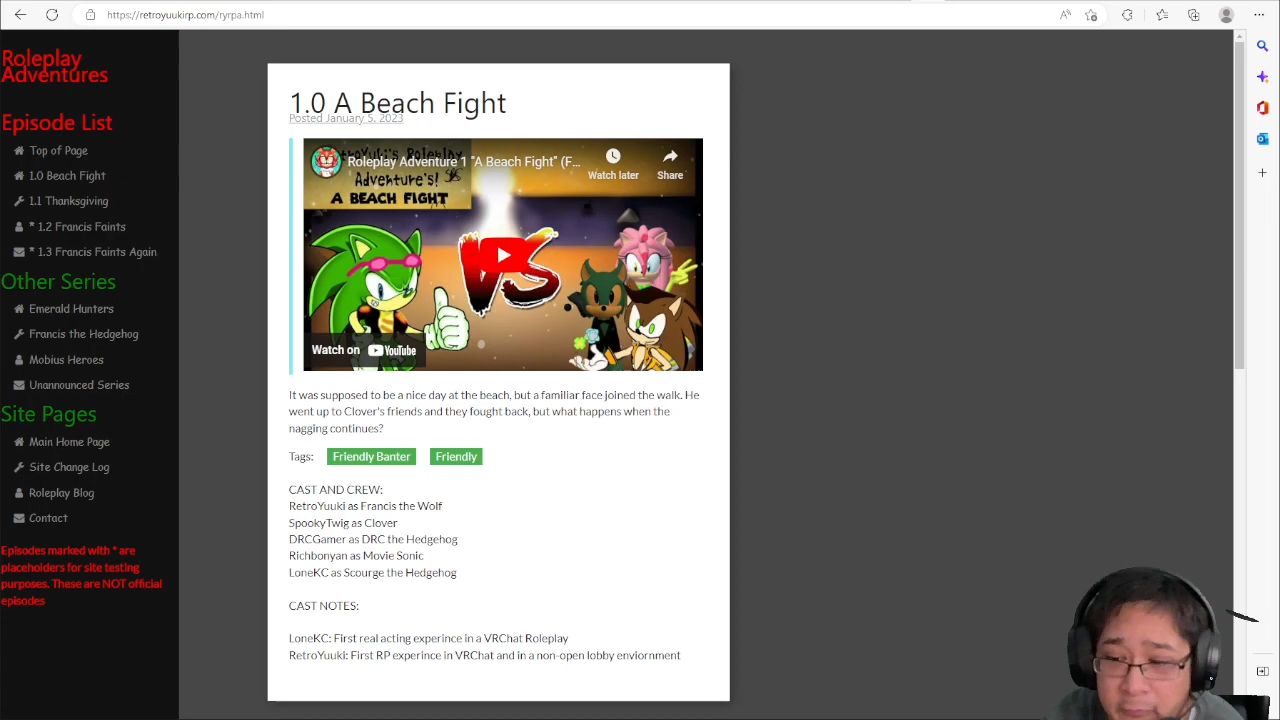 https://retroyuukirp.com/ryrpa.html
Roleplay
Adventures
Episode List
Top of Page
1.0 Beach Fight
1.1 Thanksgiving
* 1.2 Francis Faints
* 1.3 Francis Faints Again
Other Series
Emerald Hunters
Francis the Hedgehog
Mobius Heroes
Unannounced Series
Site Pages
Main Home Page
Site Change Log
Roleplay Blog
Contact
Episodes marked with * are
placeholders for site testing
purposes. These are NOT official
episodes
1.0 A Beach Fight
Posted January 5, 2023
Roleplay Adventure 1 "A Beach Fight" (F...
Watch later
Share
Roleplay
Adventure's!
A BEACH FIGHT
VS
Watch on YouTube
It was supposed to be a nice day at the beach, but a familiar face joined the walk. He
went up to Clover's friends and they fought back, but what happens when the
nagging continues?
Tags: Friendly Banter Friendly
CAST AND CREW:
RetroYuuki as Francis the Wolf
SpookyTwig as Clover
DRCGamer as DRC the Hedgehog
Richbonyan as Movie Sonic
LoneKC as Scourge the Hedgehog
CAST NOTES:
LoneKC: First real acting experince in a VRChat Roleplay
RetroYuuki: First RP experince in VRChat and in a non-open lobby enviornment